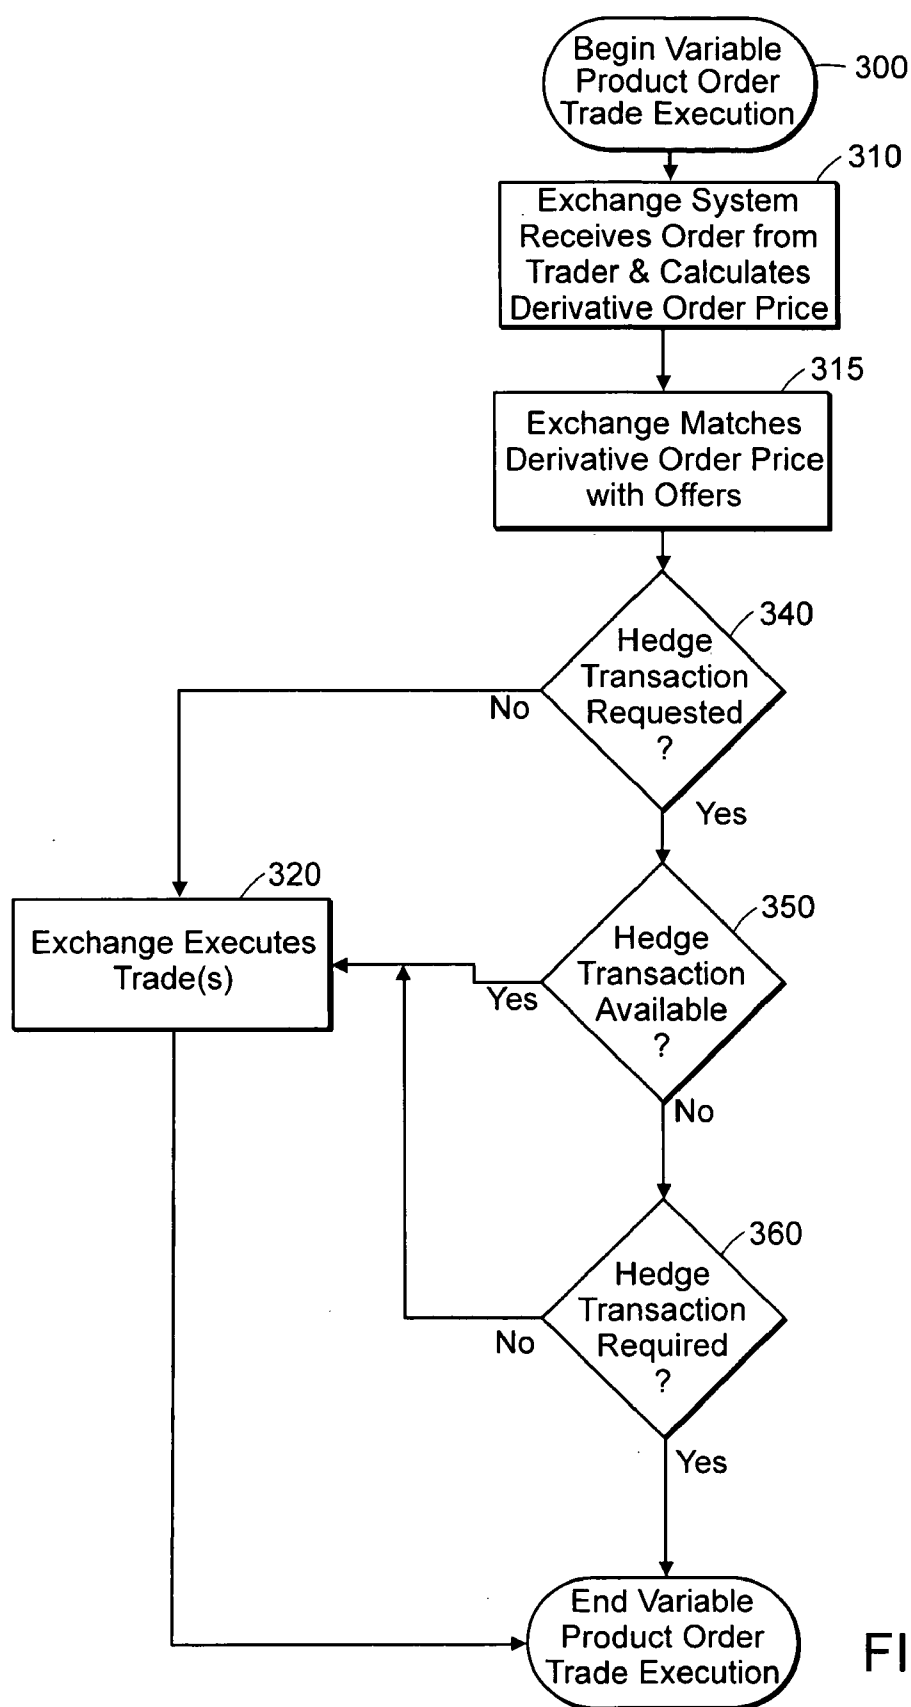 Begin Variable
Product Order
Trade Execution
300
310
Exchange System
Receives Order from
Trader & Calculates
Derivative Order Price
315
Exchange Matches
Derivative Order Price
with Offers
340
Hedge
Transaction
Requested
?
No
Yes
320
Exchange Executes
Trade(s)
350
Hedge
Transaction
Available
?
Yes
No
360
Hedge
Transaction
Required
?
No
Yes
End Variable
Product Order
Trade Execution
FI